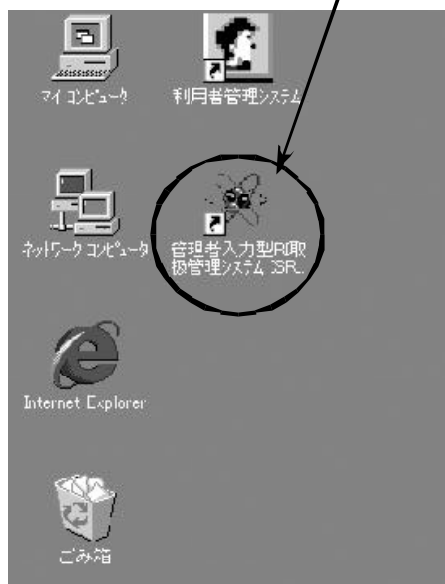 マイ コンピュータ
利用者管理システム
ネットワーク コンピュータ
管理者入力型RI取
扱管理システム ISR...
Internet Explorer
ごみ箱